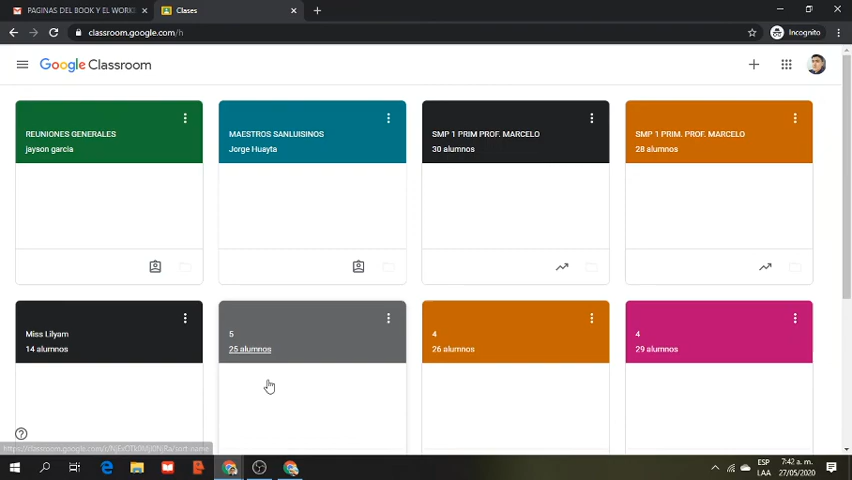 PAGINAS DEL BOOK Y EL WORK
Clases
classroom.google.com/h
Incognito
Google Classroom
REUNIONES GENERALES
jayson garcia
MAESTROS SANLUISINOS
Jorge Huayta
SMP 1 PRIM PROF. MARCELO
30 alumnos
SMP 1 PRIM. PROF. MARCELO
28 alumnos
Miss Lilyam
14 alumnos
5
25 alumnos
4
26 alumnos
4
29 alumnos
ESP
LAA
7:42 a. m.
27/05/2020